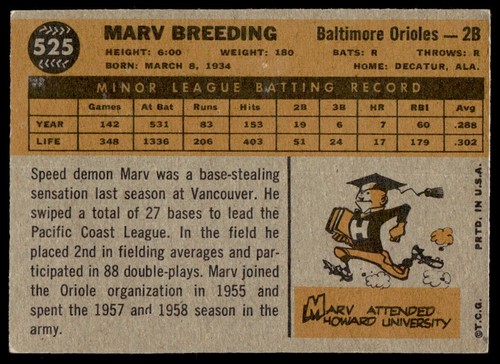 525
MARV BREEDING Baltimore Orioles — 2B
HEIGHT: 6:00 WEIGHT: 180 BATS: R THROWS: R
BORN: MARCH 8, 1934 HOME: DECATUR, ALA.
MINOR LEAGUE BATTING RECORD
Games At Bat Runs Hits 2B 3B HR RBI Avg
YEAR 142 531 83 153 19 6 7 60 .288
LIFE 348 1336 206 403 51 24 17 179 .302
Speed demon Marv was a base-stealing
sensation last season at Vancouver. He
swiped a total of 27 bases to lead the
Pacific Coast League. In the field he
placed 2nd in fielding averages and par-
ticipated in 88 double-plays. Marv joined
the Oriole organization in 1955 and
spent the 1957 and 1958 season in the
army.
H
MARV ATTENDED
HOWARD UNIVERSITY
©T.C.G. PRTD. IN U.S.A.